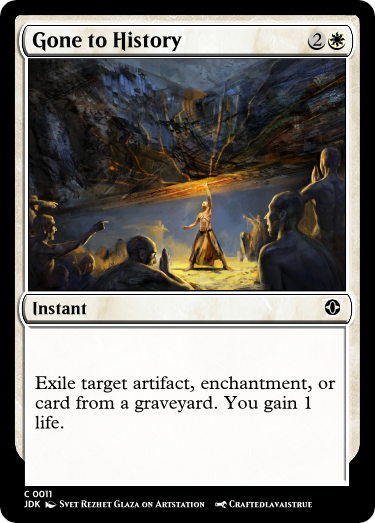 Gone to History 2
Instant
Exile target artifact, enchantment, or
card from a graveyard. You gain 1
life.
C 0011
JDK Svet Rezhet Glaza on Artstation Craftedlavaistrue